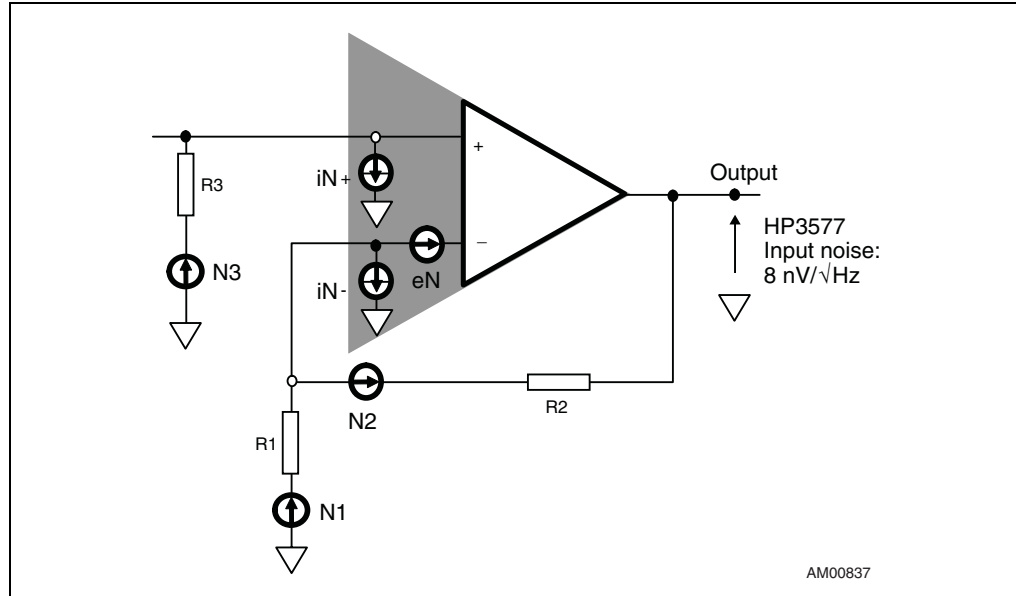 +
Output
iN+
R3
HP3577
Input noise:
8 nV/√Hz
−
N3
eN
iN-
N2
R2
R1
N1
AM00837